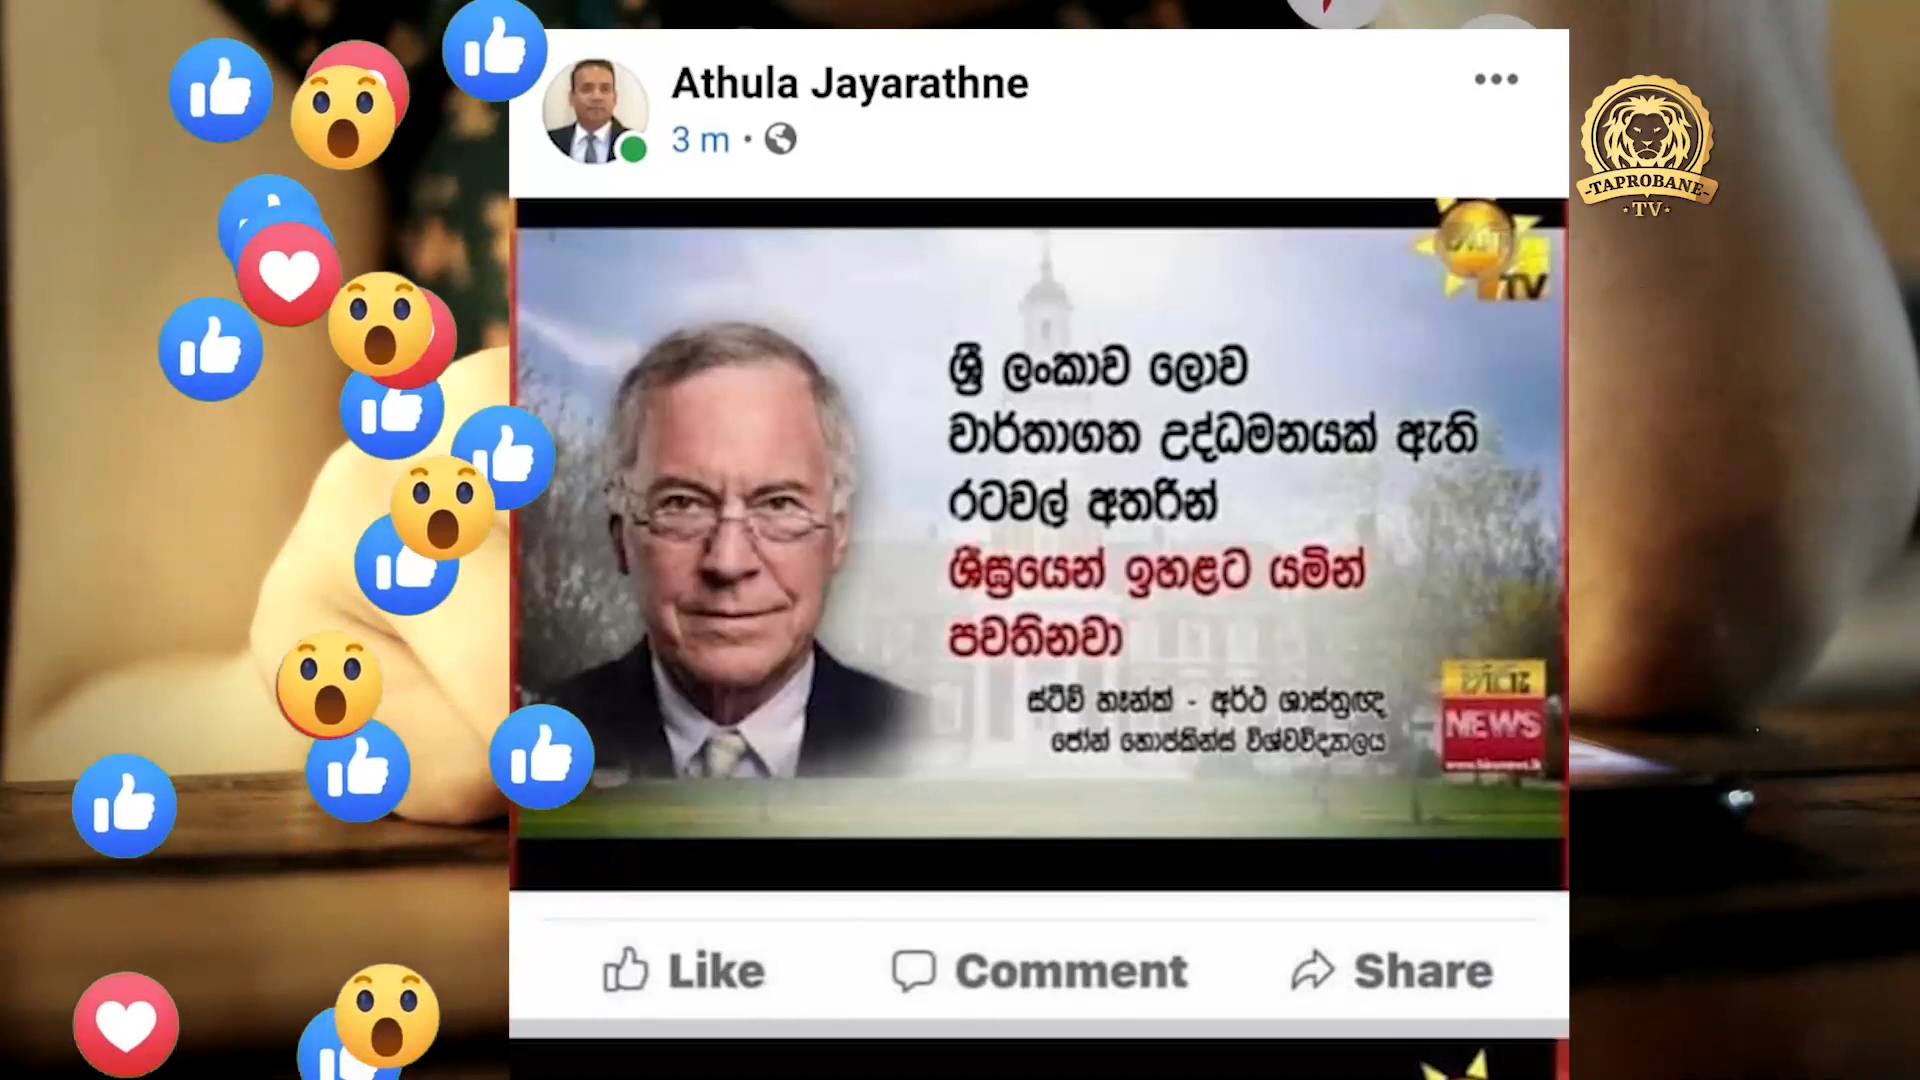 Athula Jayarathne
3 m
-TAPROBANE-
TV
TV
ශ්‍රී ලංකාව ලොව
වාර්තාගත උද්ධමනයක් ඇති
රටවල් අතරින්
ශීඝ්‍රයෙන් ඉහළට යමින්
පවතිනවා
ස්ටීව් හෑන්ක් - අර්ථ ශාස්ත්‍රඥ
ජෝන් හොප්කින්ස් විශ්වවිද්‍යාලය
NEWS
Like
Comment
Share